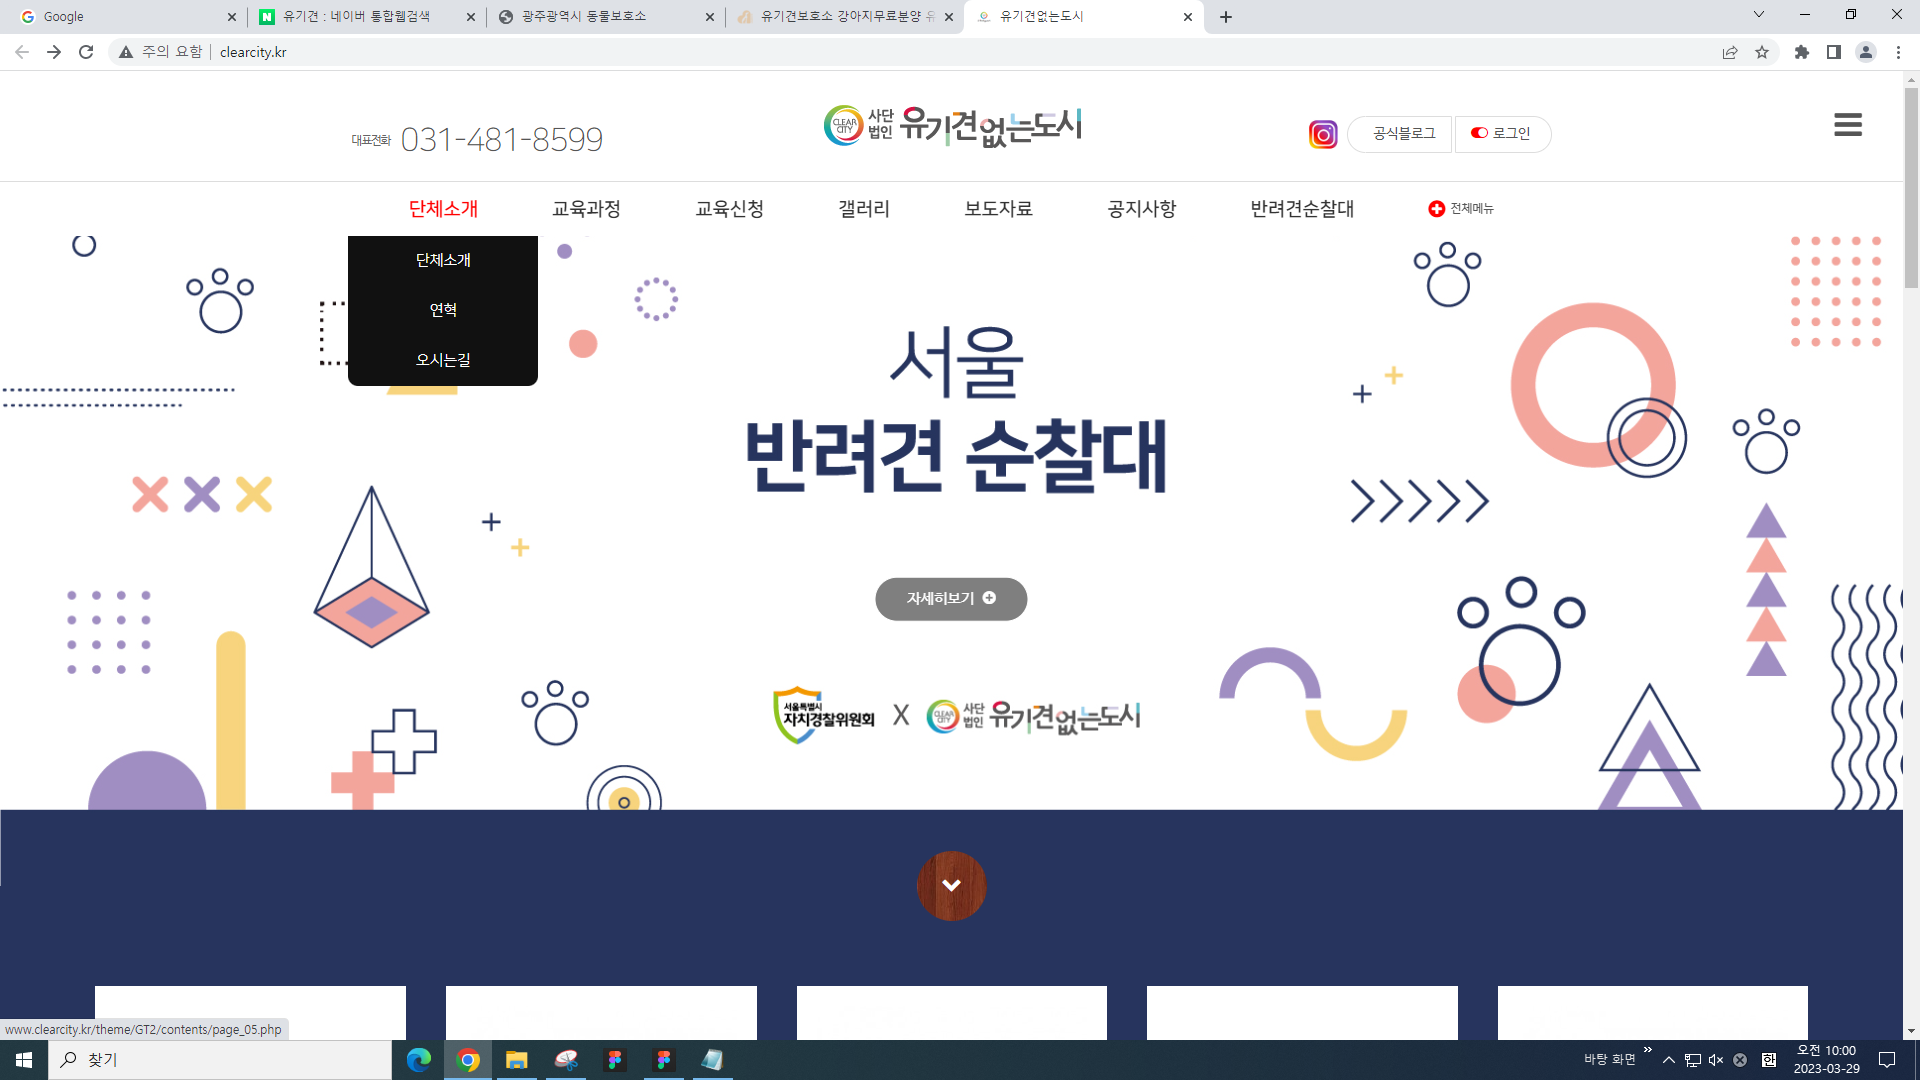 Google
유기견 : 네이버 통합웹검색
광주광역시 동물보호소
유기견보호소 강아지무료분양 유
유기견없는도시
주의 요함 | clearcity.kr
대표전화 031-481-8599
CLEAR CITY 사단법인 유기견없는도시
공식블로그
로그인
단체소개
교육과정
교육신청
갤러리
보도자료
공지사항
반려견순찰대
전체메뉴
단체소개
연혁
오시는길
서울
반려견 순찰대
자세히보기
서울특별시
자치경찰위원회
X
CLEAR CITY 사단법인 유기견없는도시
www.clearcity.kr/theme/GT2/contents/page_05.php
찾기
바탕 화면
한
오전 10:00
2023-03-29